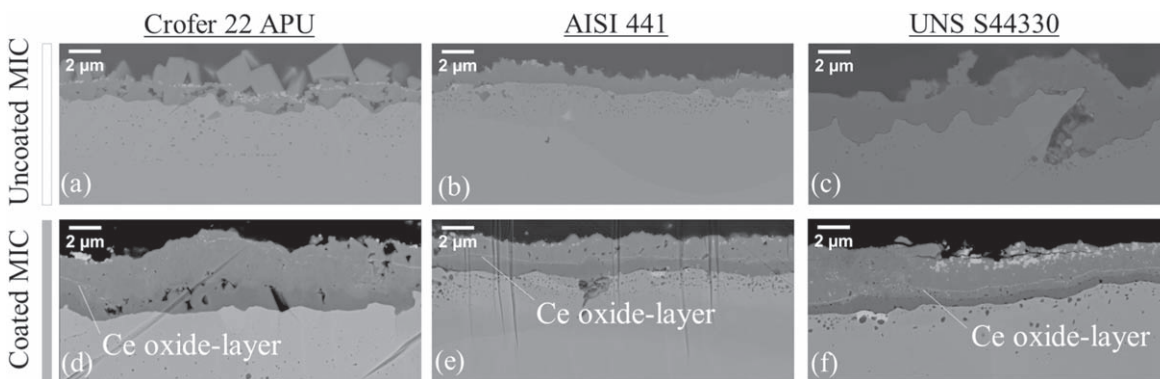 Crofer 22 APU
AISI 441
UNS S44330
Uncoated MIC
2 µm
2 µm
2 µm
(a)
(b)
(c)
Coated MIC
2 µm
2 µm
2 µm
Ce oxide-layer
Ce oxide-layer
Ce oxide-layer
(d)
(e)
(f)